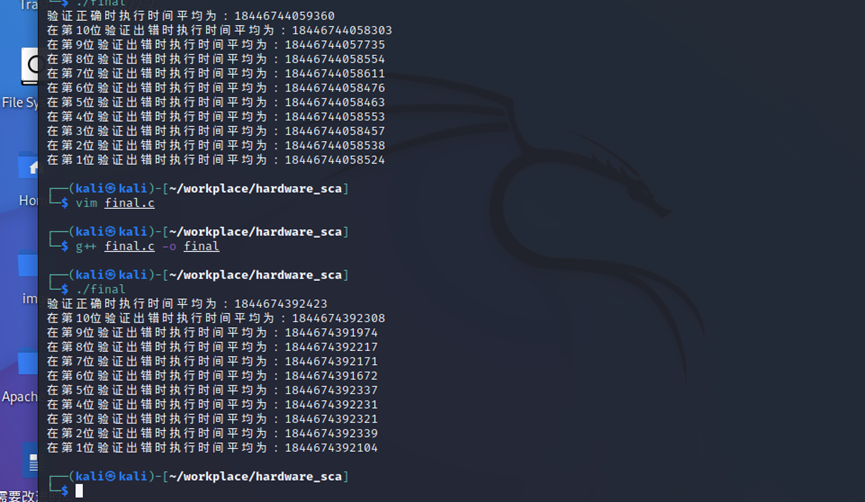 Tra
File Sy
Ho
im
Apach
需要改
./final
验证正确时执行时间平均为：18446744059360
在第10位验证出错时执行时间平均为：18446744058303
在第9位验证出错时执行时间平均为：18446744057735
在第8位验证出错时执行时间平均为：18446744058554
在第7位验证出错时执行时间平均为：18446744058611
在第6位验证出错时执行时间平均为：18446744058476
在第5位验证出错时执行时间平均为：18446744058463
在第4位验证出错时执行时间平均为：18446744058553
在第3位验证出错时执行时间平均为：18446744058457
在第2位验证出错时执行时间平均为：18446744058538
在第1位验证出错时执行时间平均为：18446744058524
┌──(kali㉿kali)-[~/workplace/hardware_sca]
└─$ vim final.c
┌──(kali㉿kali)-[~/workplace/hardware_sca]
└─$ g++ final.c -o final
┌──(kali㉿kali)-[~/workplace/hardware_sca]
└─$ ./final
验证正确时执行时间平均为：1844674392423
在第10位验证出错时执行时间平均为：1844674392308
在第9位验证出错时执行时间平均为：1844674391974
在第8位验证出错时执行时间平均为：1844674392217
在第7位验证出错时执行时间平均为：1844674392171
在第6位验证出错时执行时间平均为：1844674391672
在第5位验证出错时执行时间平均为：1844674392337
在第4位验证出错时执行时间平均为：1844674392231
在第3位验证出错时执行时间平均为：1844674392321
在第2位验证出错时执行时间平均为：1844674392339
在第1位验证出错时执行时间平均为：1844674392104
┌──(kali㉿kali)-[~/workplace/hardware_sca]
└─$